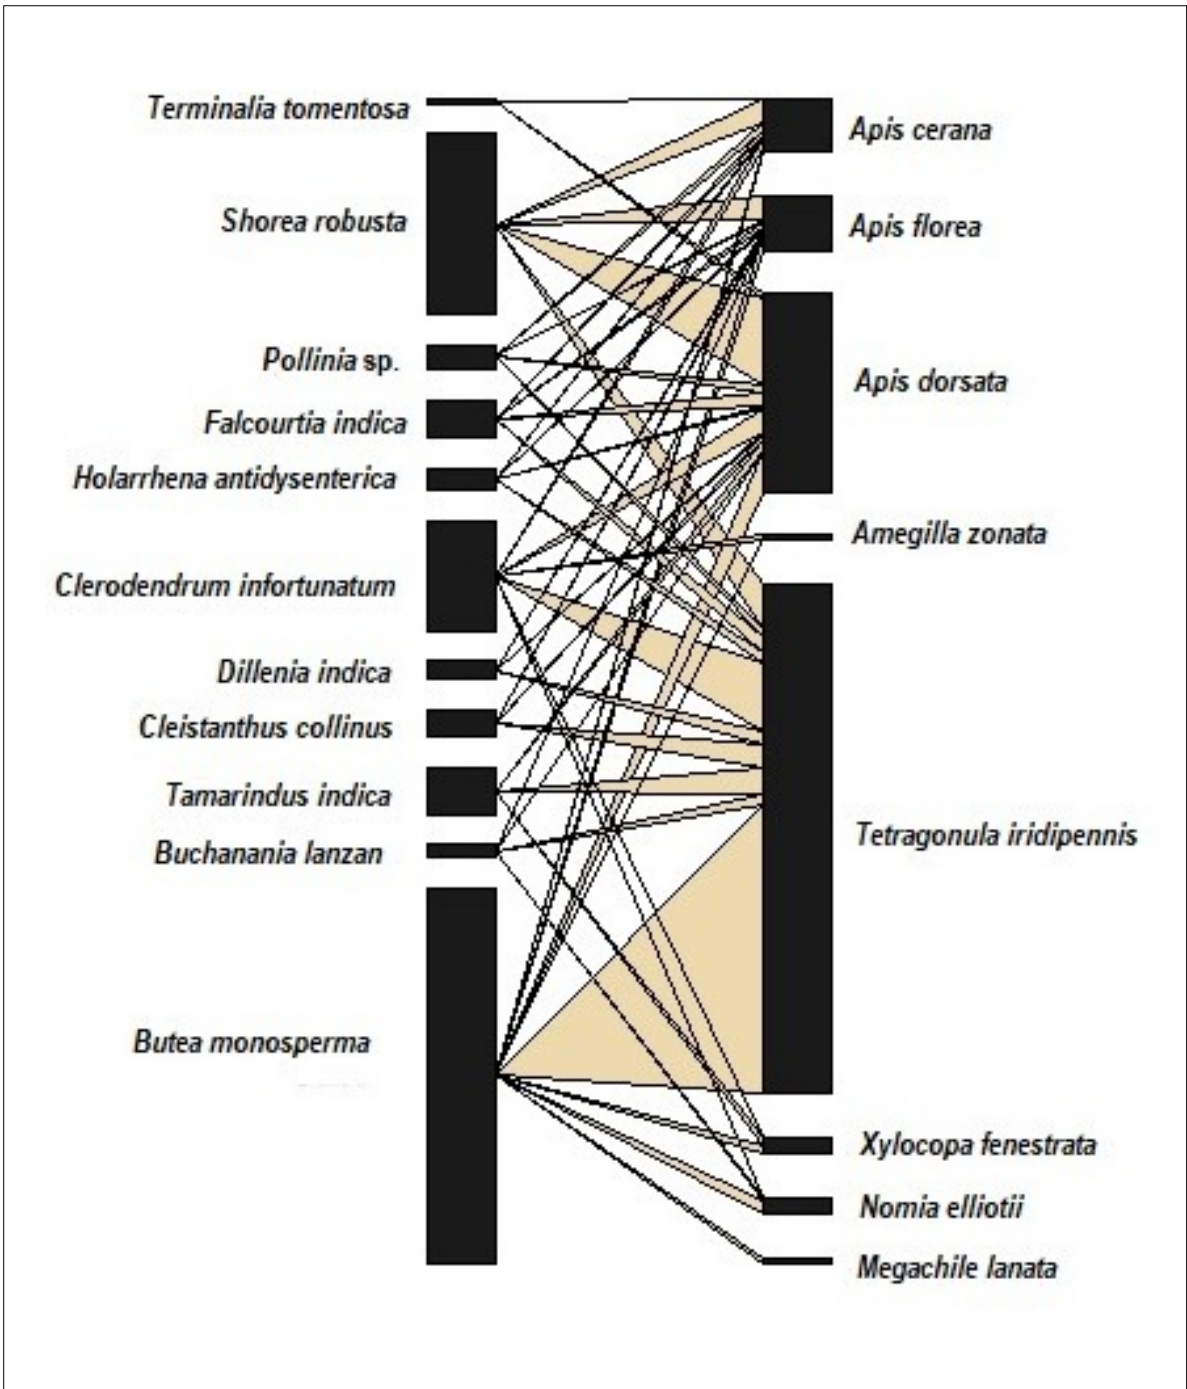 Terminalia tomentosa
Shorea robusta
Pollinia sp.
Falcourtia indica
Holarrhena antidysenterica
Clerodendrum infortunatum
Dillenia indica
Cleistanthus collinus
Tamarindus indica
Buchanania lanzan
Butea monosperma
Apis cerana
Apis florea
Apis dorsata
Amegilla zonata
Tetragonula iridipennis
Xylocopa fenestrata
Nomia elliotii
Megachile lanata